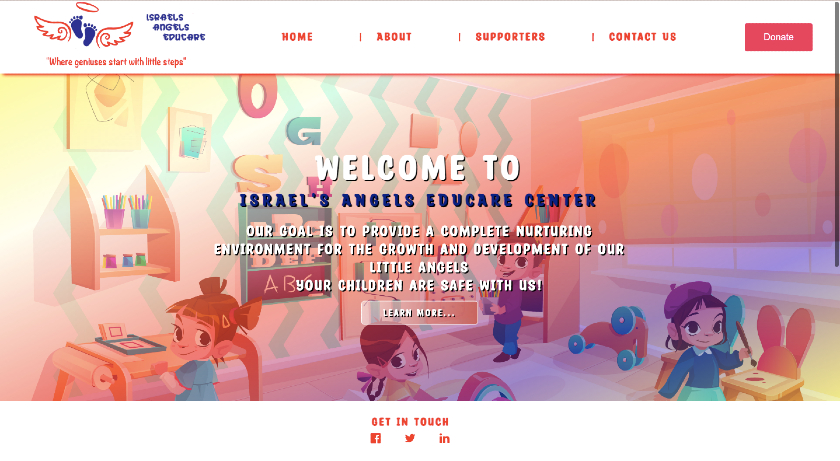 ISRAELS
ANGELS
EDUCARE
"Where geniuses start with little steps"
HOME | ABOUT | SUPPORTERS | CONTACT US
Donate
O
G
S
WELCOME TO
ISRAEL'S ANGELS EDUCARE CENTER
OUR GOAL IS TO PROVIDE A COMPLETE NURTURING
ENVIRONMENT FOR THE GROWTH AND DEVELOPMENT OF OUR
LITTLE ANGELS
YOUR CHILDREN ARE SAFE WITH US!
LEARN MORE...
GET IN TOUCH